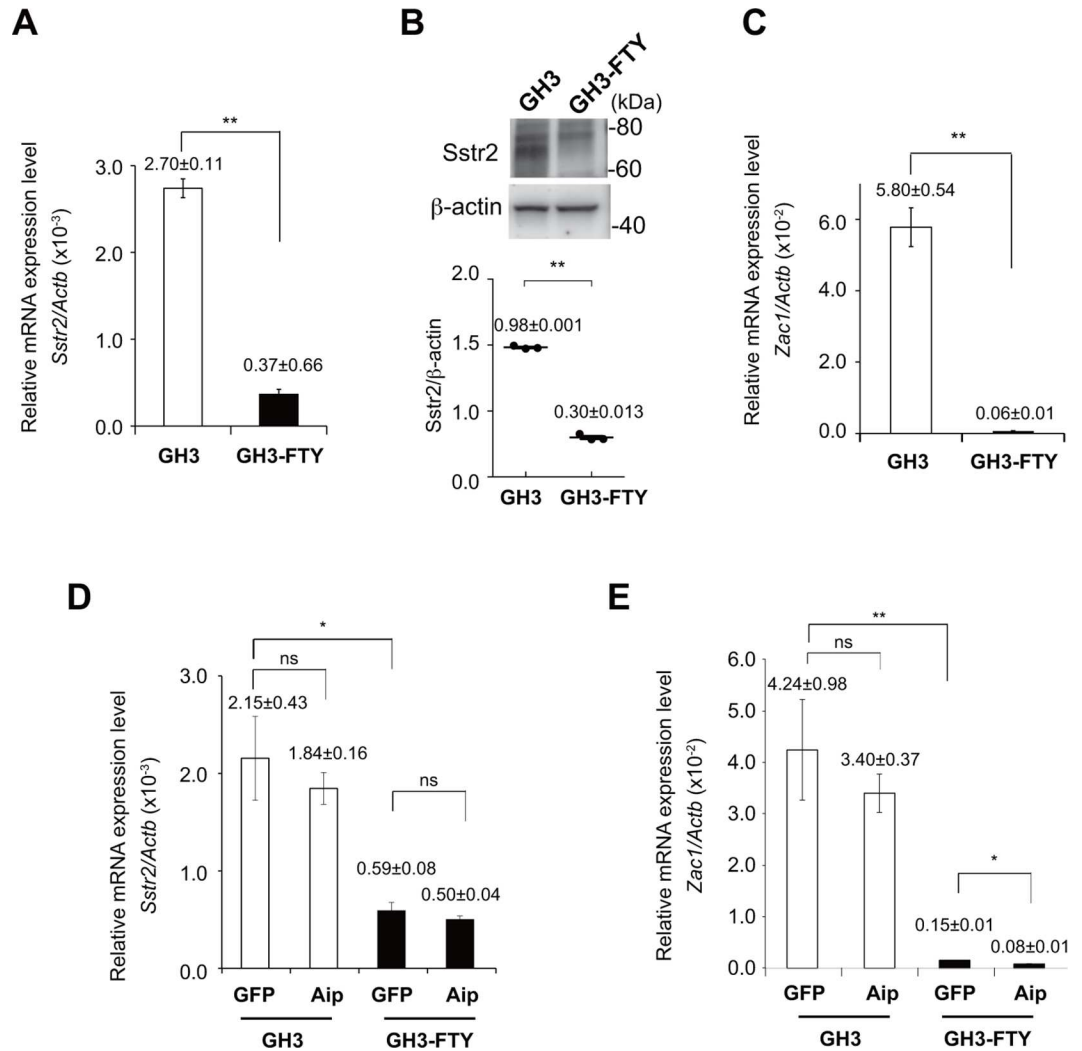 A
**
2.70±0.11
0.37±0.66
3.0
2.0
1.0
0.0
Relative mRNA expression level
Sstr2/Actb (x10-3)
GH3 GH3-FTY
B
GH3 GH3-FTY
(kDa)
-80
Sstr2
-60
β-actin
-40
2.0
**
0.98±0.001
1.5
0.30±0.013
1.0
0.0
Sstr2/β-actin
GH3 GH3-FTY
C
**
5.80±0.54
6.0
4.0
2.0
0.06±0.01
0.0
Relative mRNA expression level
Zac1/Actb (x10-2)
GH3 GH3-FTY
D
*
ns
3.0
2.15±0.43
1.84±0.16
2.0
ns
1.0
0.59±0.08
0.50±0.04
0.0
Relative mRNA expression level
Sstr2/Actb (x10-3)
GFP Aip GFP Aip
GH3 GH3-FTY
E
**
ns
6.0
4.24±0.98
5.0
3.40±0.37
4.0
3.0
2.0
*
1.0
0.15±0.01
0.08±0.01
0.0
Relative mRNA expression level
Zac1/Actb (x10-2)
GFP Aip GFP Aip
GH3 GH3-FTY